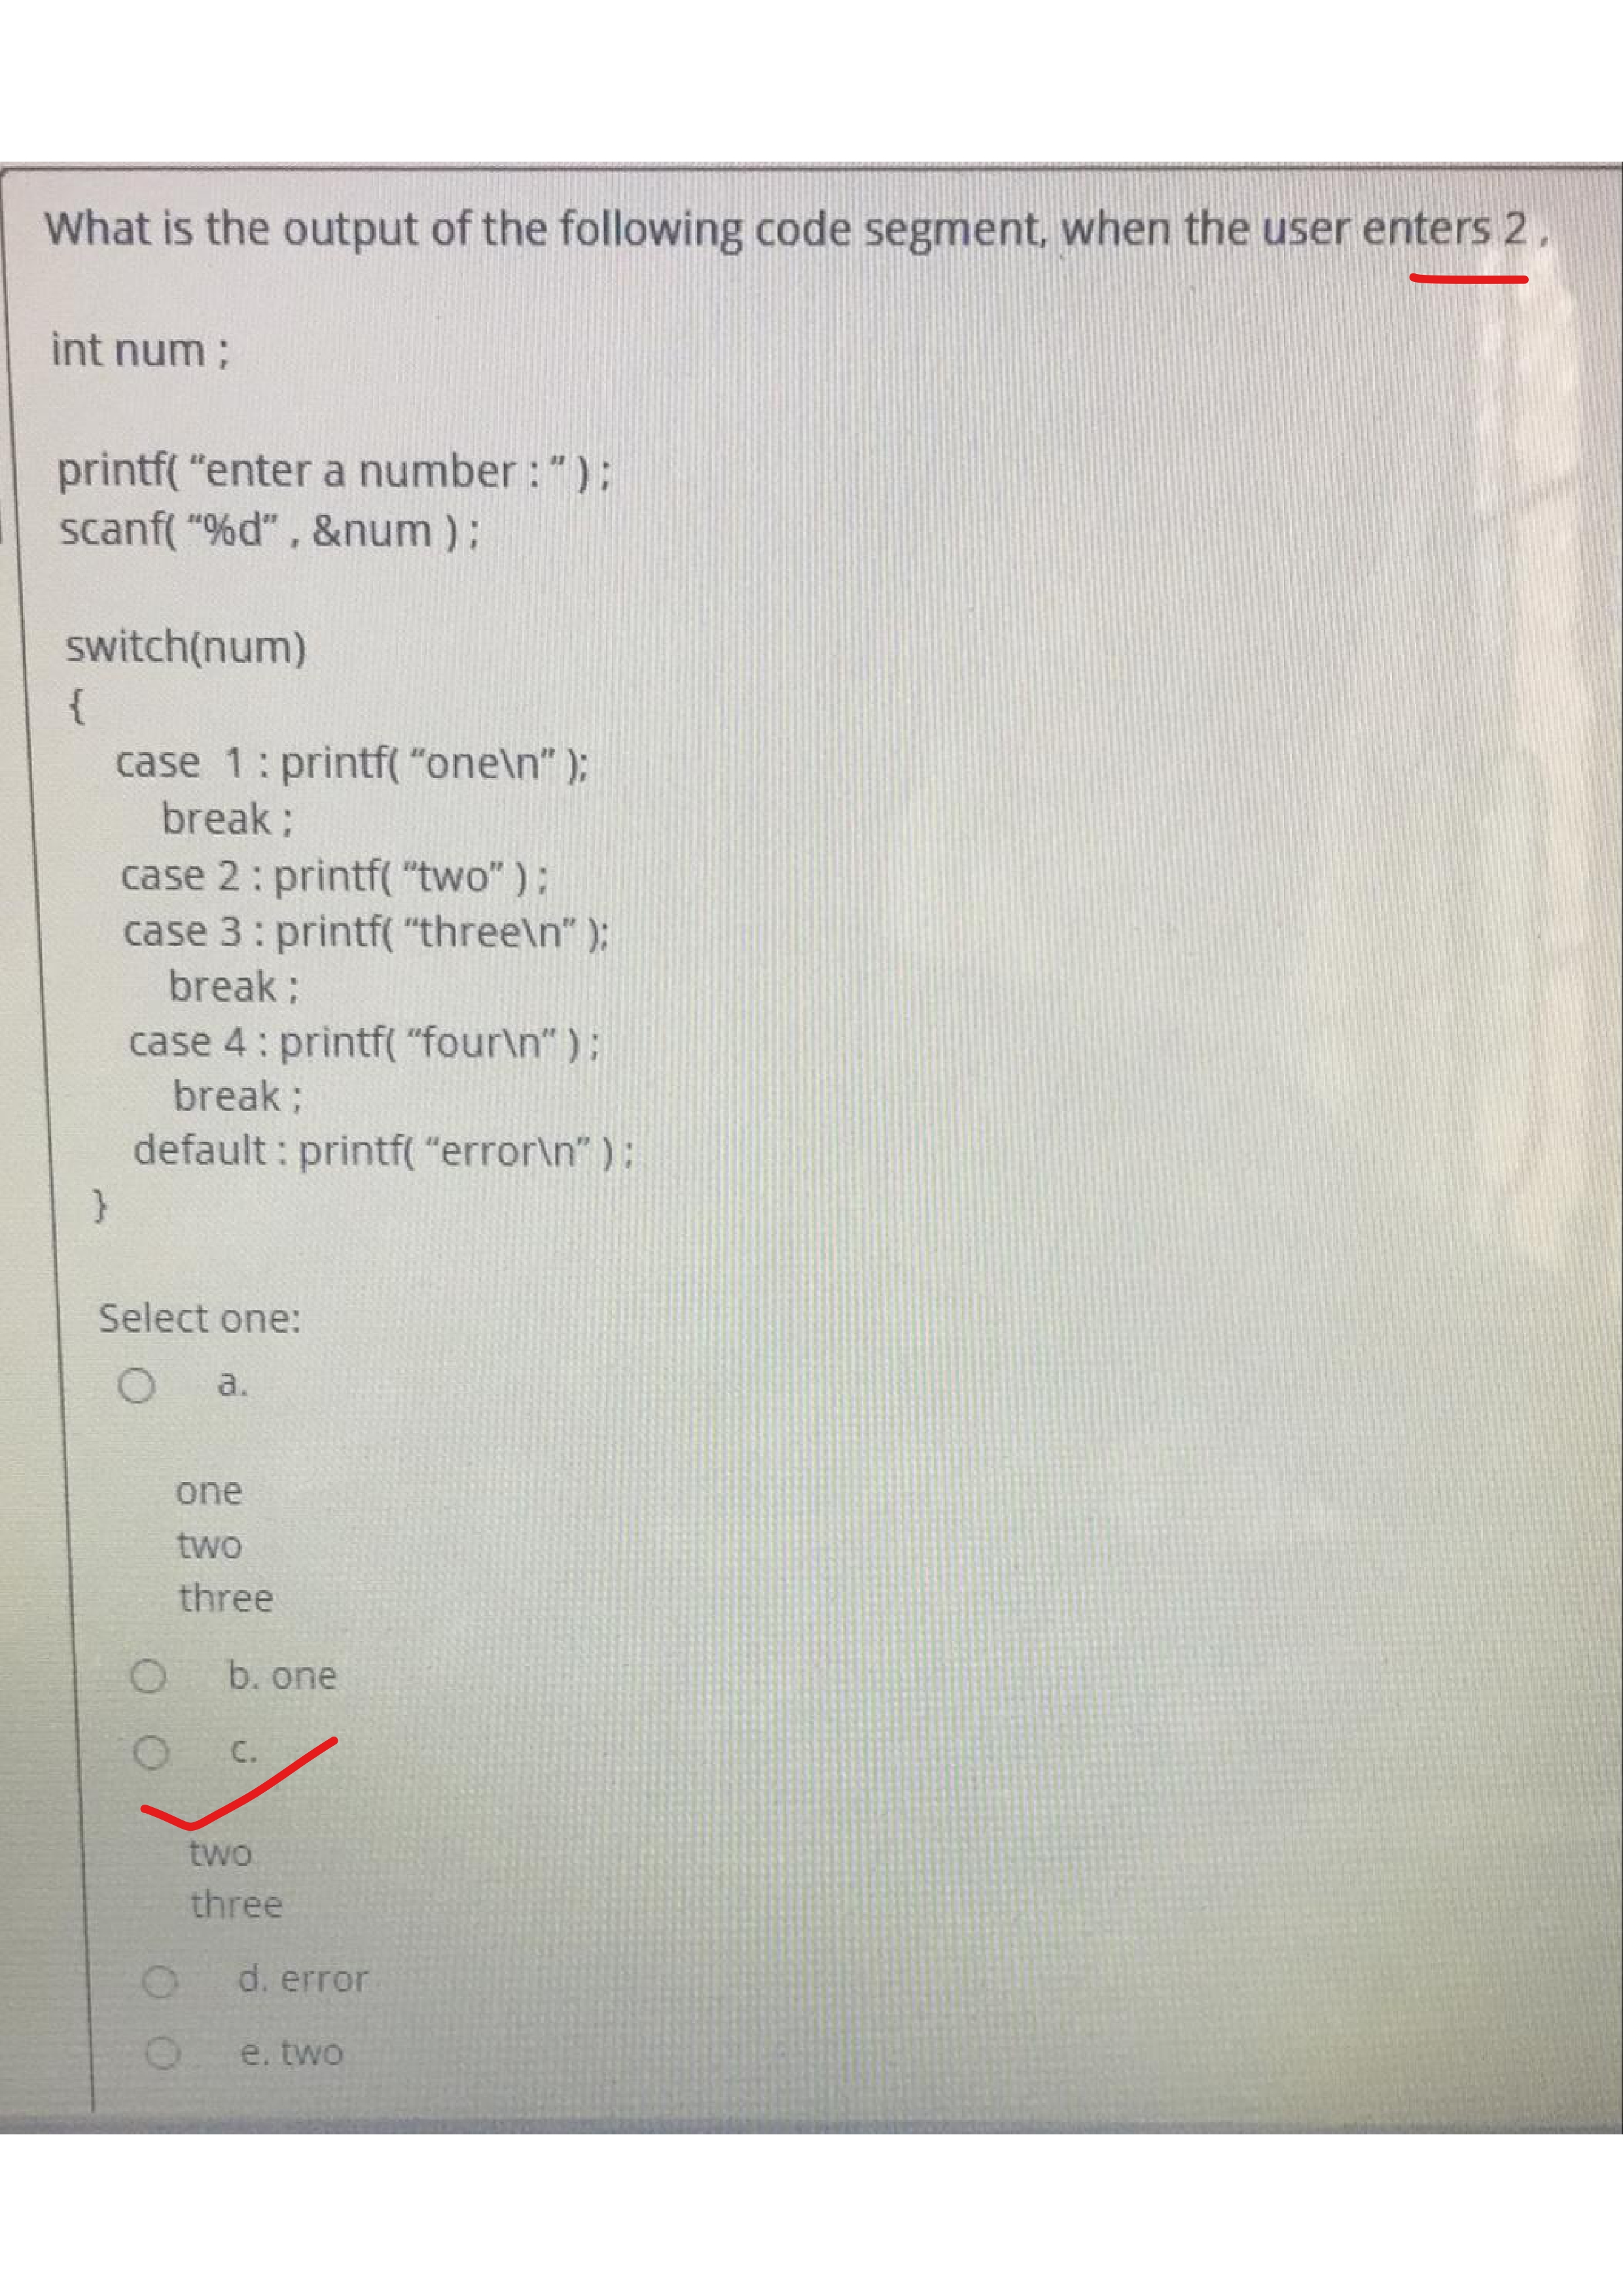 What is the output of the following code segment, when the user enters 2 ,
int num ;
printf( “enter a number : ” ) ;
scanf( “%d” , &num ) ;
switch(num)
{
case 1 : printf( “one\n” );
break ;
case 2 : printf( “two” ) ;
case 3 : printf( “three\n” );
break ;
case 4 : printf( “four\n” ) ;
break ;
default : printf( “error\n” ) ;
}
Select one:
a.
one
two
three
b. one
c.
two
three
d. error
e. two